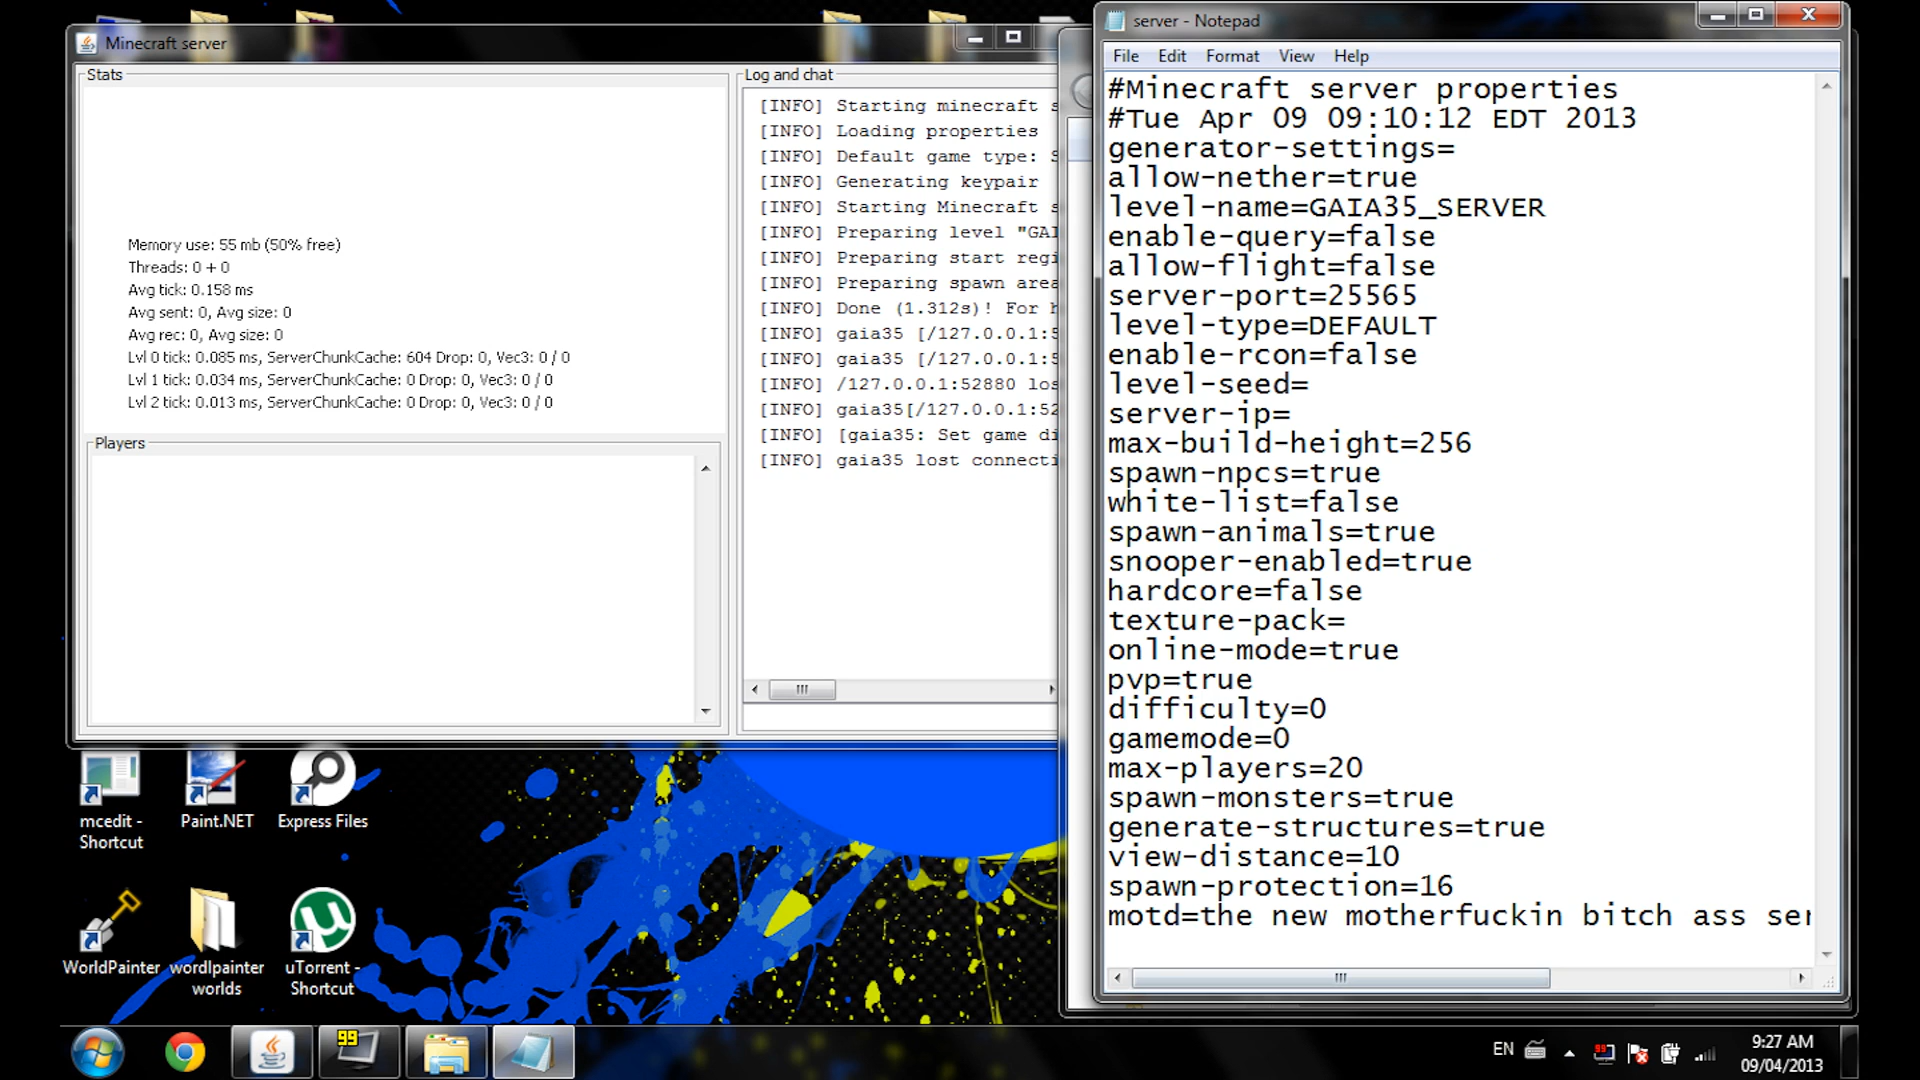 Minecraft server
Stats
Memory use: 55 mb (50% free)
Threads: 0 + 0
Avg tick: 0.158 ms
Avg sent: 0, Avg size: 0
Avg rec: 0, Avg size: 0
Lvl 0 tick: 0.085 ms, ServerChunkCache: 604 Drop: 0, Vec3: 0 / 0
Lvl 1 tick: 0.034 ms, ServerChunkCache: 0 Drop: 0, Vec3: 0 / 0
Lvl 2 tick: 0.013 ms, ServerChunkCache: 0 Drop: 0, Vec3: 0 / 0
Players
Log and chat
[INFO] Starting minecraft s
[INFO] Loading properties
[INFO] Default game type: S
[INFO] Generating keypair
[INFO] Starting Minecraft s
[INFO] Preparing level "GAI
[INFO] Preparing start regi
[INFO] Preparing spawn area
[INFO] Done (1.312s)! For h
[INFO] gaia35 [/127.0.0.1:5
[INFO] gaia35 [/127.0.0.1:5
[INFO] /127.0.0.1:52880 los
[INFO] gaia35[/127.0.0.1:52
[INFO] [gaia35: Set game di
[INFO] gaia35 lost connecti
server - Notepad
File Edit Format View Help
#Minecraft server properties
#Tue Apr 09 09:10:12 EDT 2013
generator-settings=
allow-nether=true
level-name=GAIA35_SERVER
enable-query=false
allow-flight=false
server-port=25565
level-type=DEFAULT
enable-rcon=false
level-seed=
server-ip=
max-build-height=256
spawn-npcs=true
white-list=false
spawn-animals=true
snooper-enabled=true
hardcore=false
texture-pack=
online-mode=true
pvp=true
difficulty=0
gamemode=0
max-players=20
spawn-monsters=true
generate-structures=true
view-distance=10
spawn-protection=16
motd=the new motherfuckin bitch ass ser
mcedit -
Shortcut
Paint.NET
Express Files
WorldPainter
wordlpainter
worlds
uTorrent -
Shortcut
99
EN
99
9:27 AM
09/04/2013